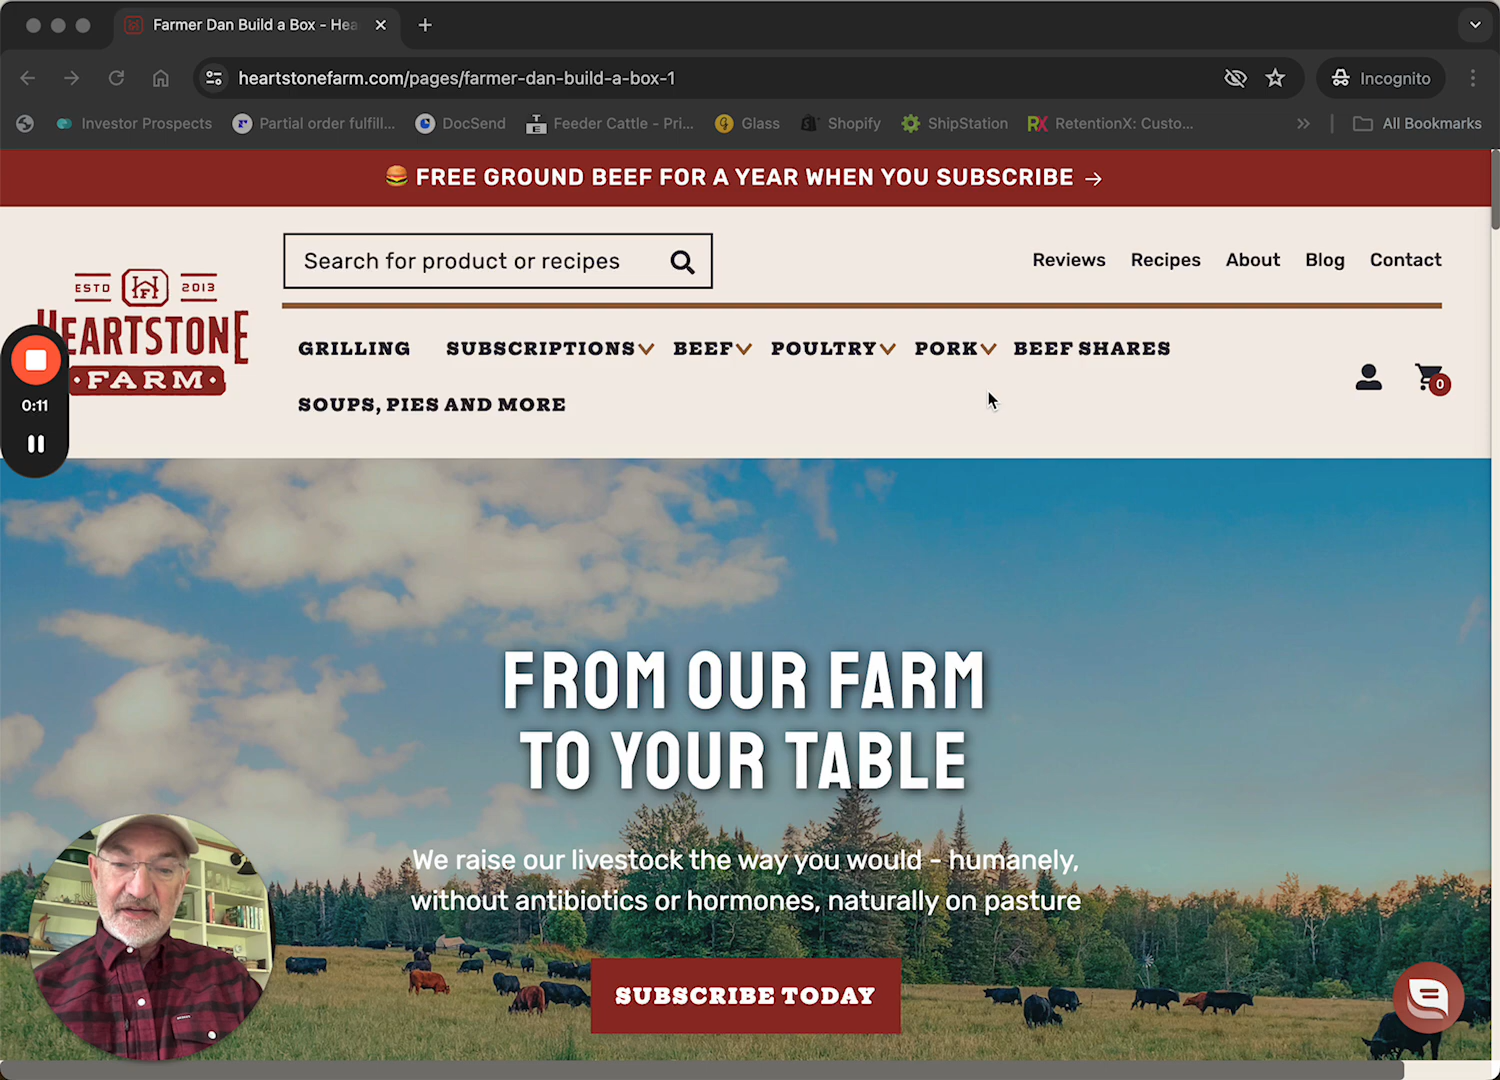 Farmer Dan Build a Box - Hea
heartstonefarm.com/pages/farmer-dan-build-a-box-1
Incognito
Investor Prospects
Partial order fulfill...
DocSend
Feeder Cattle - Pri...
Glass
Shopify
ShipStation
RetentionX: Custo...
All Bookmarks
🍔 FREE GROUND BEEF FOR A YEAR WHEN YOU SUBSCRIBE →
Search for product or recipes
Reviews
Recipes
About
Blog
Contact
ESTD HF 2013
HEARTSTONE
· FARM ·
GRILLING
SUBSCRIPTIONS
BEEF
POULTRY
PORK
BEEF SHARES
SOUPS, PIES AND MORE
0
0:11
FROM OUR FARM
TO YOUR TABLE
We raise our livestock the way you would - humanely,
without antibiotics or hormones, naturally on pasture
SUBSCRIBE TODAY